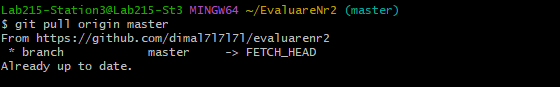 Lab215-Station3@Lab215-St3 MINGW64 ~/EvaluareNr2 (master)
$ git pull origin master
From https://github.com/dimal7l7l7l/evaluarenr2
 * branch            master     -> FETCH_HEAD
Already up to date.